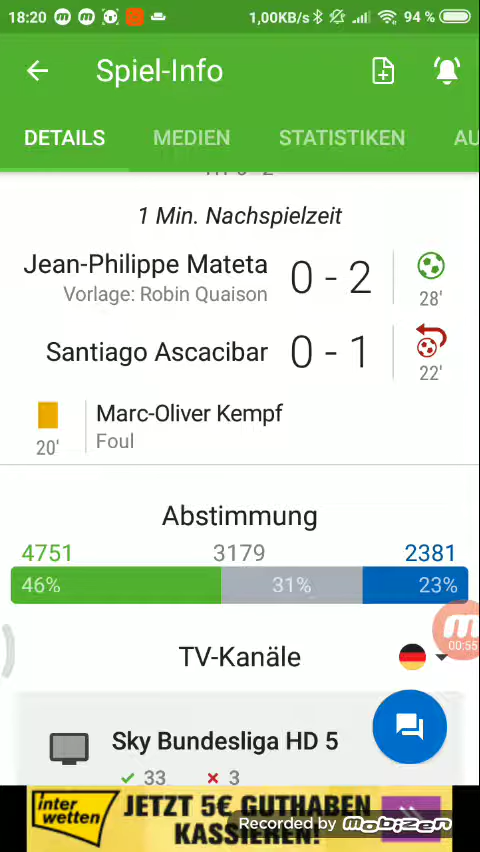 18:20
1,00KB/s
94 %
Spiel-Info
DETAILS MEDIEN STATISTIKEN AU
1 Min. Nachspielzeit
Jean-Philippe Mateta 0 - 2
Vorlage: Robin Quaison 28'
Santiago Ascacibar 0 - 1
22'
Marc-Oliver Kempf
20' Foul
Abstimmung
4751 3179 2381
46% 31% 23%
00:55
TV-Kanäle
Sky Bundesliga HD 5
33 3
inter wetten
JETZT 5€ GUTHABEN
KASSIEREN!
Recorded by mobizen